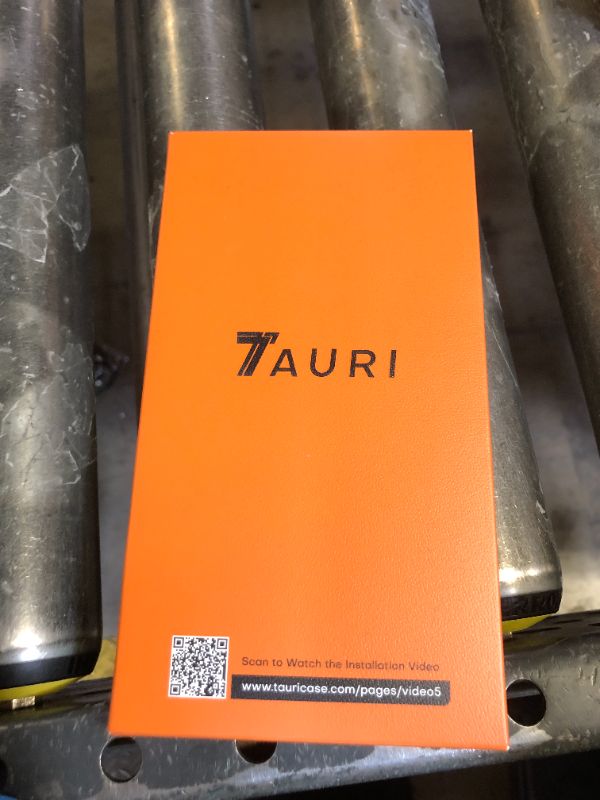 TAURI
Scan to Watch the Installation Video
www.tauricase.com/pages/video5